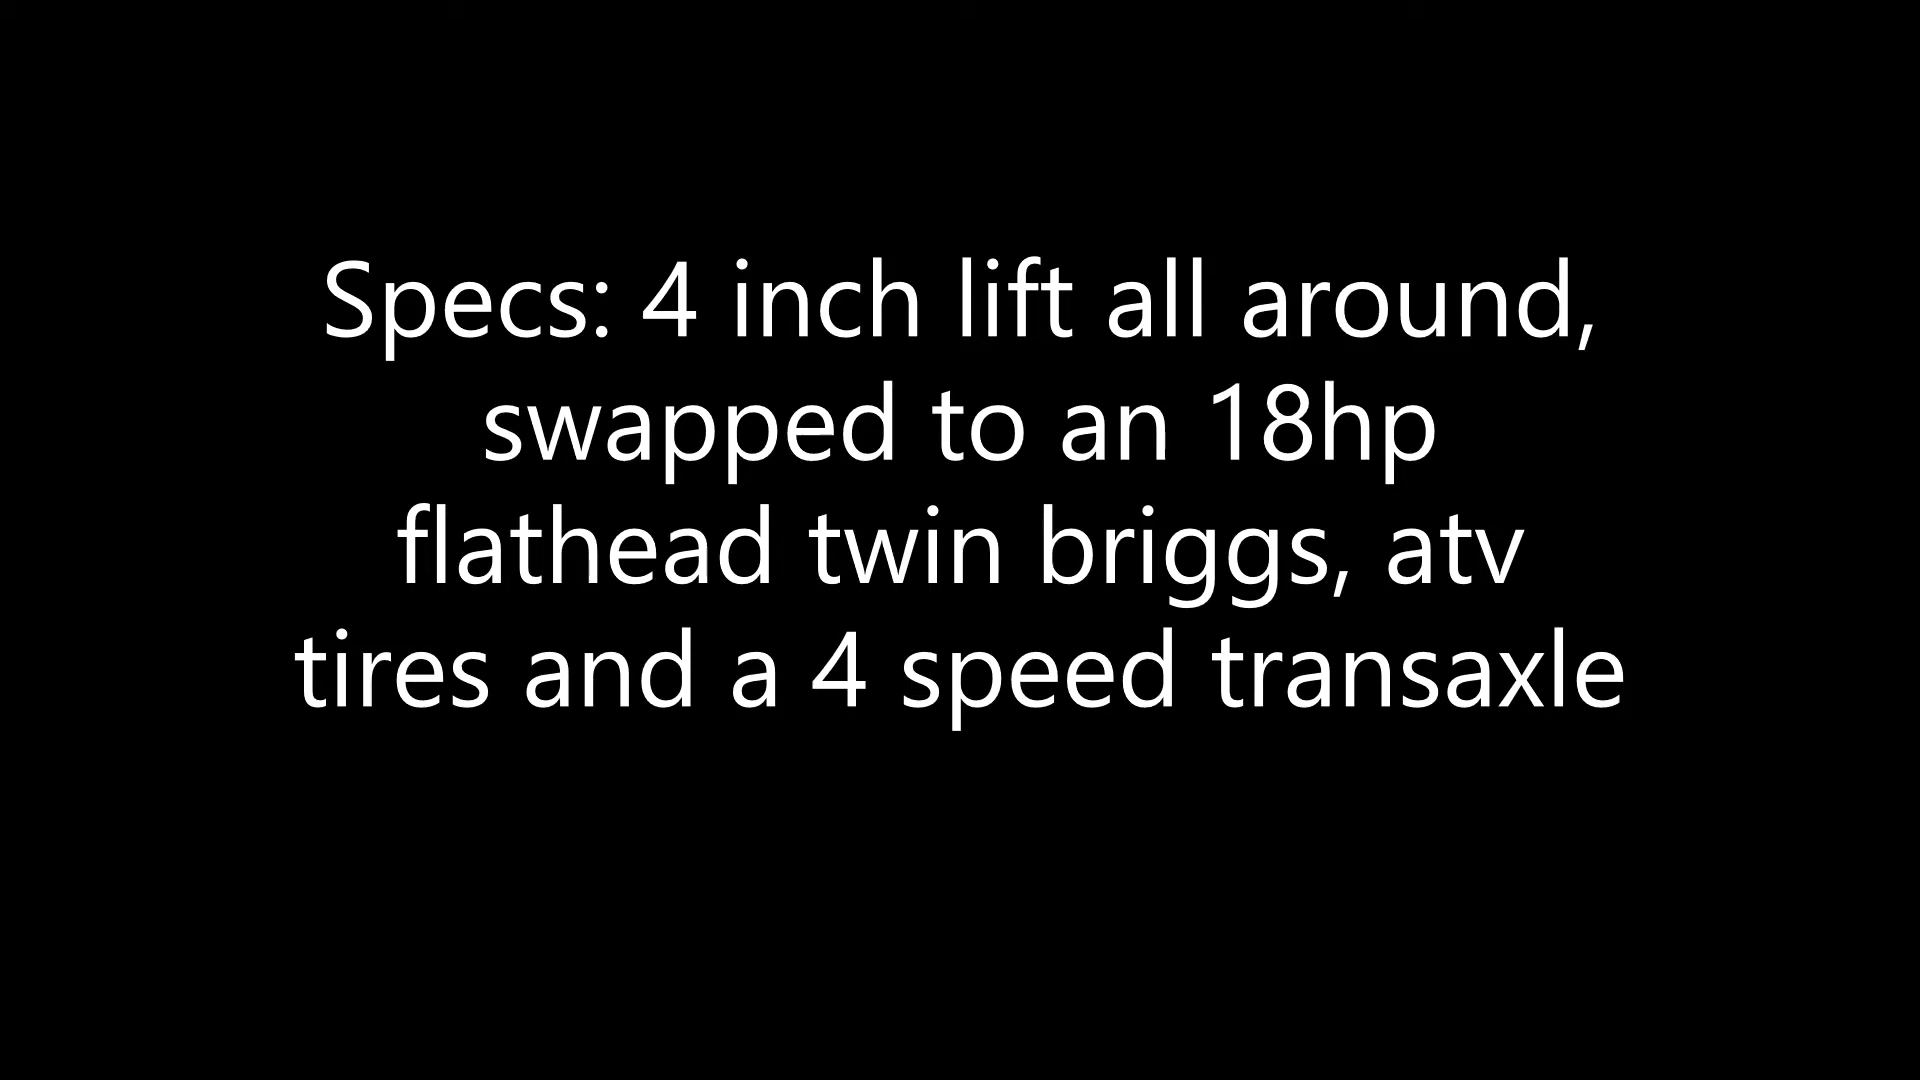 Specs: 4 inch lift all around,
swapped to an 18hp
flathead twin briggs, atv
tires and a 4 speed transaxle